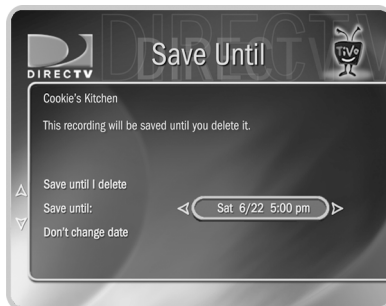 DIRECTV
Save Until
TiVo
DIRECTV
Cookie's Kitchen
This recording will be saved until you delete it.
Save until I delete
Save until:
Sat 6/22 5:00 pm
Don't change date